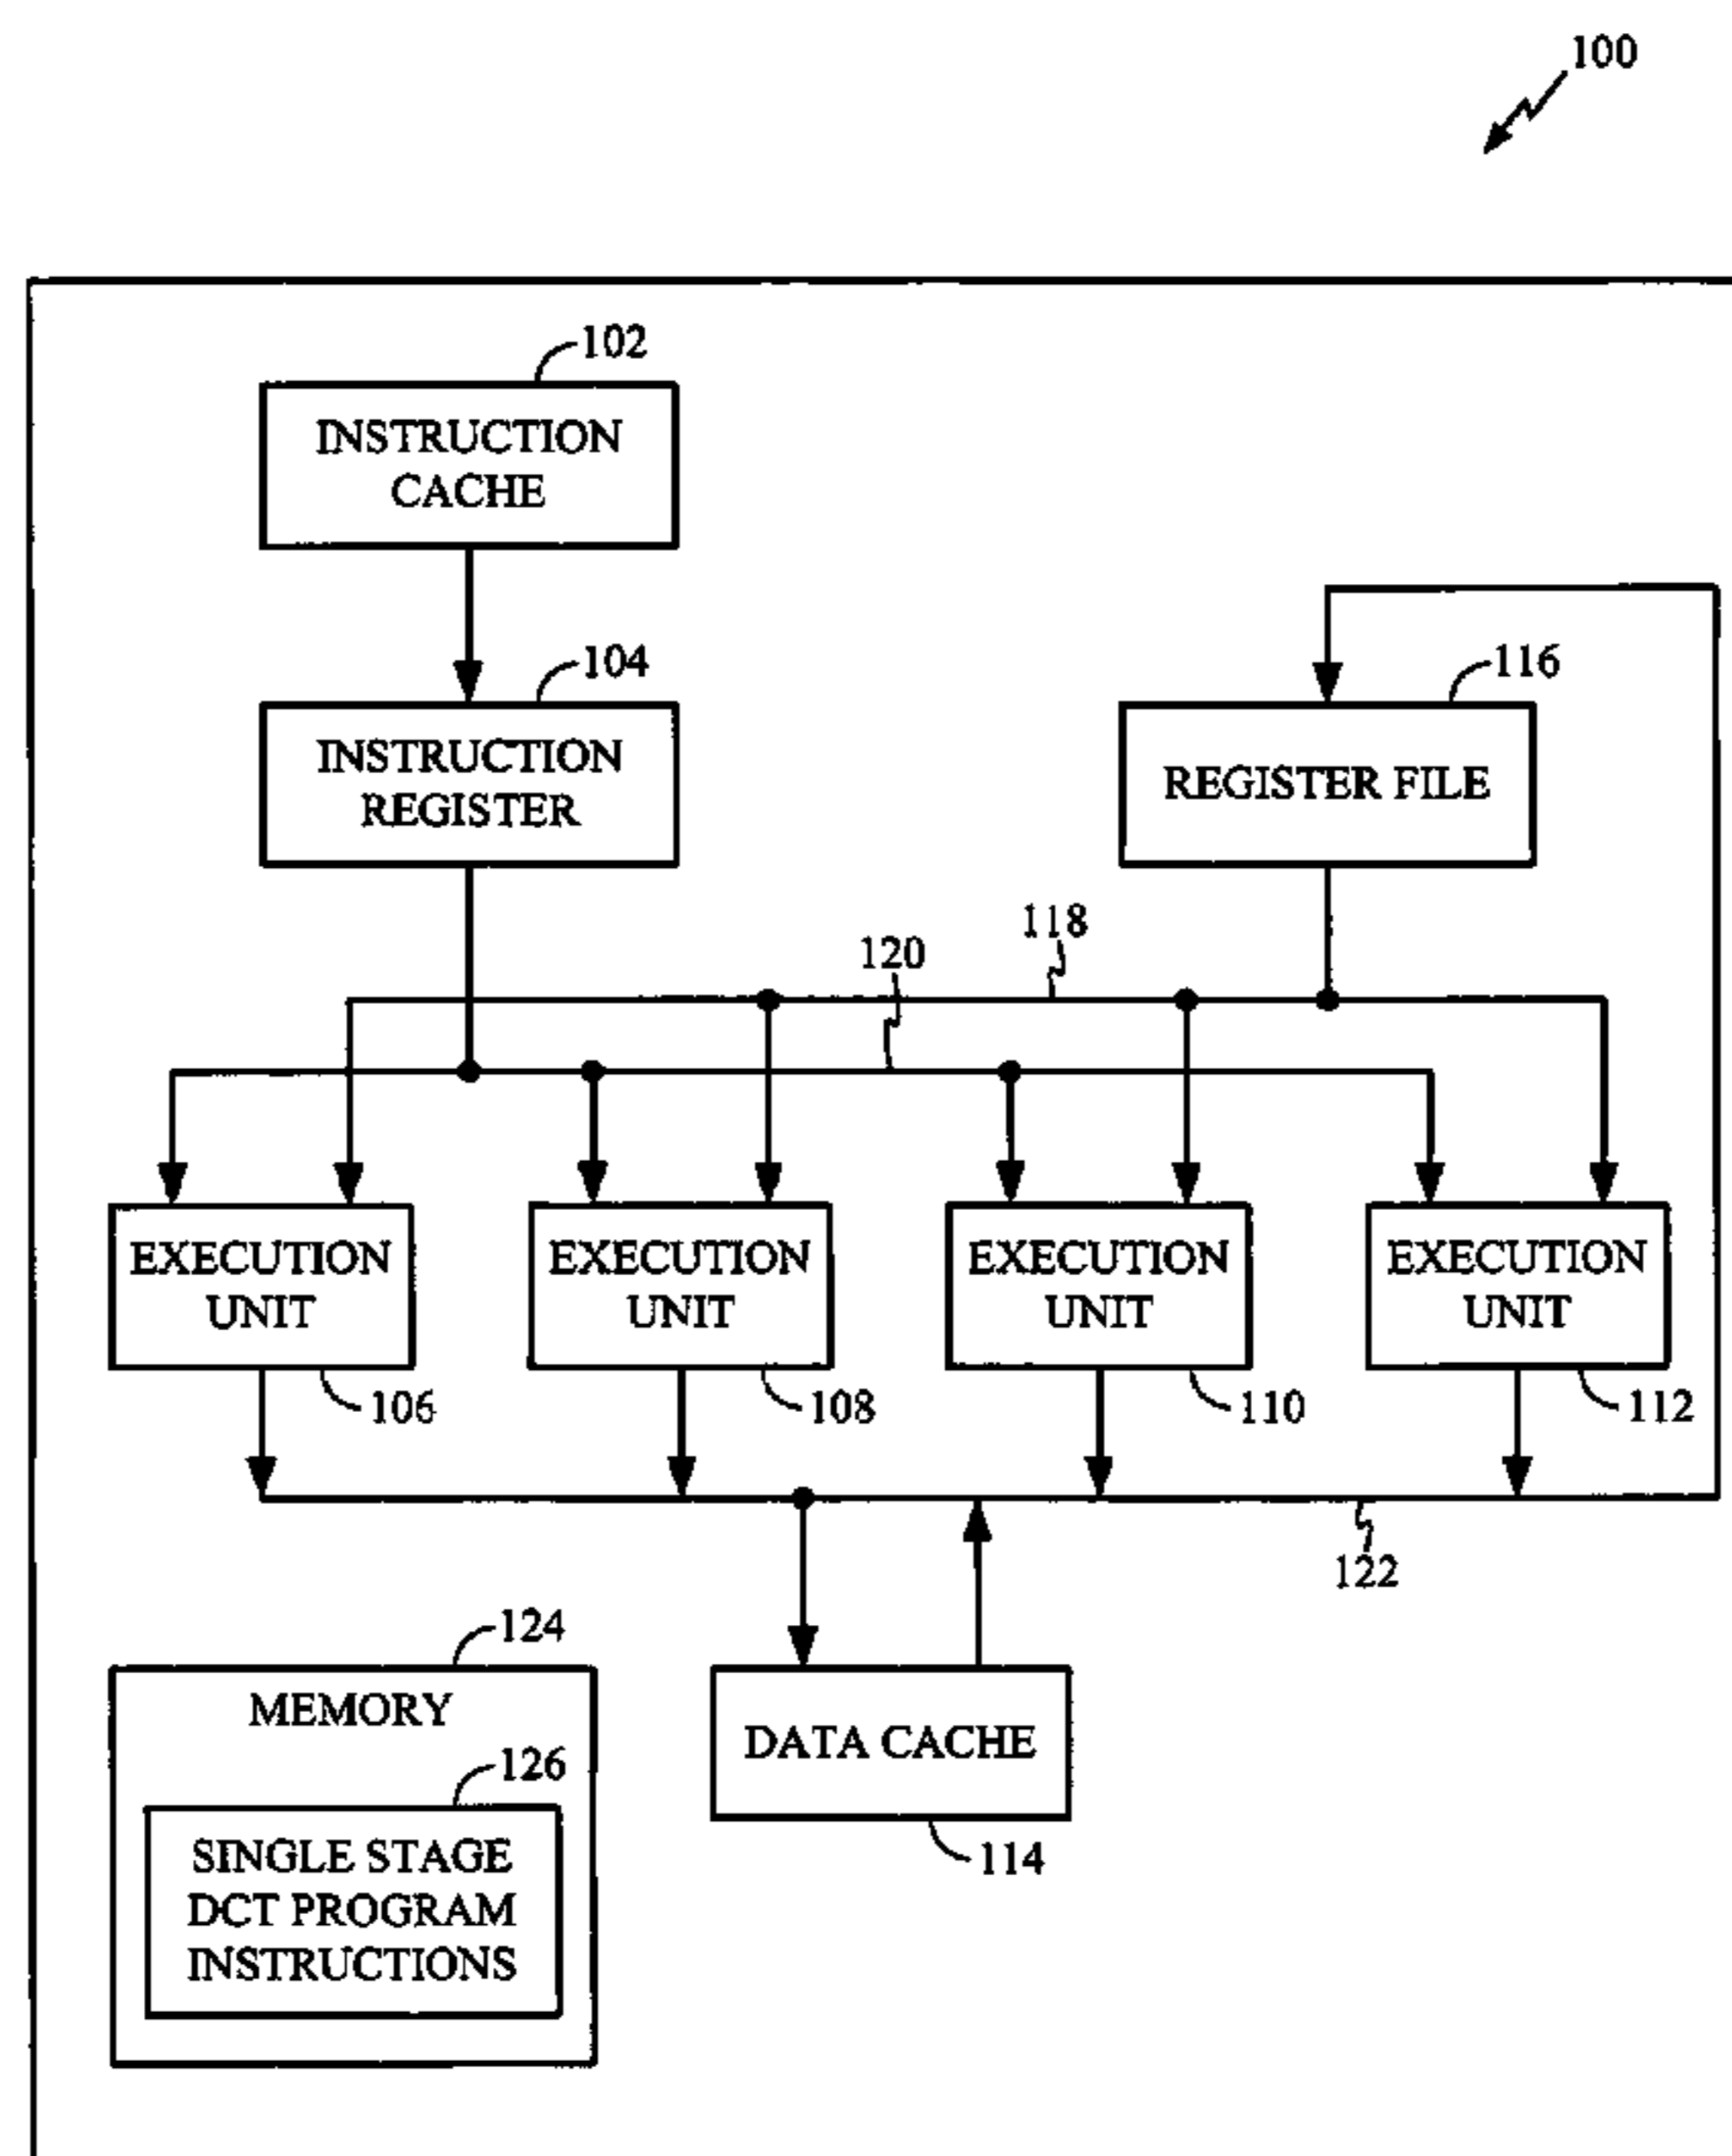 100
102
INSTRUCTION
CACHE
104
INSTRUCTION
REGISTER
116
REGISTER FILE
118
120
EXECUTION
UNIT
EXECUTION
UNIT
EXECUTION
UNIT
EXECUTION
UNIT
106
108
110
112
122
124
MEMORY
126
SINGLE STAGE
DCT PROGRAM
INSTRUCTIONS
DATA CACHE
114